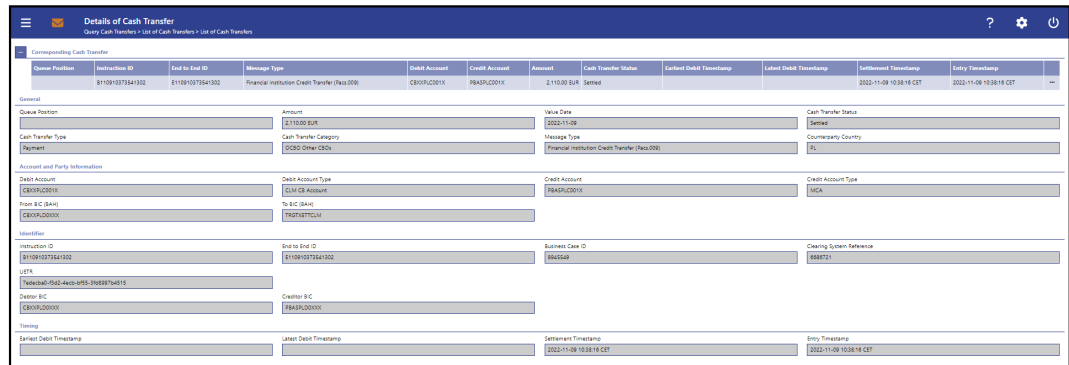 Details of Cash Transfer
Query Cash Transfers > List of Cash Transfers > List of Cash Transfers
Corresponding Cash Transfer
Queue Position Instruction ID End to End ID Message Type Debit Account Credit Account Amount Cash Transfer Status Earliest Debit Timestamp Latest Debit Timestamp Settlement Timestamp Entry Timestamp
B110910373541302 E110910373541302 Financial Institution Credit Transfer (Pacs.009) CBXXPLC001X PBASPLC001X 2,110.00 EUR Settled 2022-11-09 10:38:16 CET 2022-11-09 10:38:16 CET
General
Queue Position Amount Value Date Cash Transfer Status
2.110.00 EUR 2022-11-09 Settled
Cash Transfer Type Cash Transfer Category Message Type Counterparty Country
Payment OCBO Other CBOs Financial Institution Credit Transfer (Pacs.009) PL
Account and Party Information
Debit Account Debit Account Type Credit Account Credit Account Type
CBXXPLC001X CLM CB Account PBASPLC001X MCA
From BIC (BAH) To BIC (BAH)
CBXXPLD0XXX TRGTXETTCLM
Identifier
Instruction ID End to End ID Business Case ID Clearing System Reference
B110910373541302 E110910373541302 8945549 6686721
UETR
7edecba0-f5d2-4ecb-bf55-3fd8997b4515
Debtor BIC Creditor BIC
CBXXPLD0XXX PBASPLD0XXX
Timing
Earliest Debit Timestamp Latest Debit Timestamp Settlement Timestamp Entry Timestamp
2022-11-09 10:38:16 CET 2022-11-09 10:38:16 CET